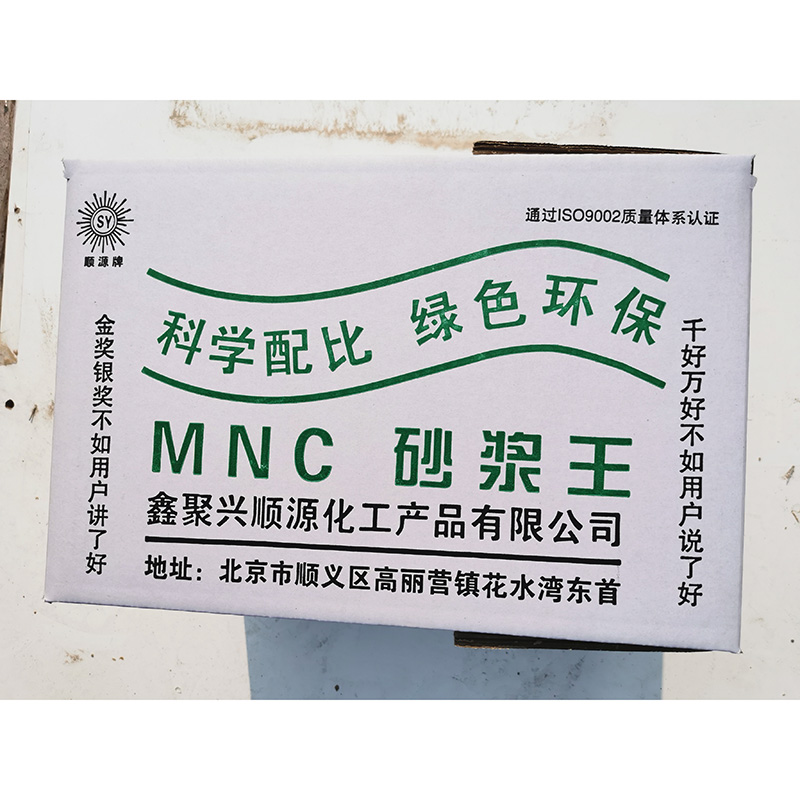 SY
顺源牌
通过ISO9002质量体系认证
科学配比 绿色环保
金奖银奖不如用户讲了好
千好万好不如用户说了好
MNC 砂浆王
鑫聚兴顺源化工产品有限公司
地址：北京市顺义区高丽营镇花水湾东首